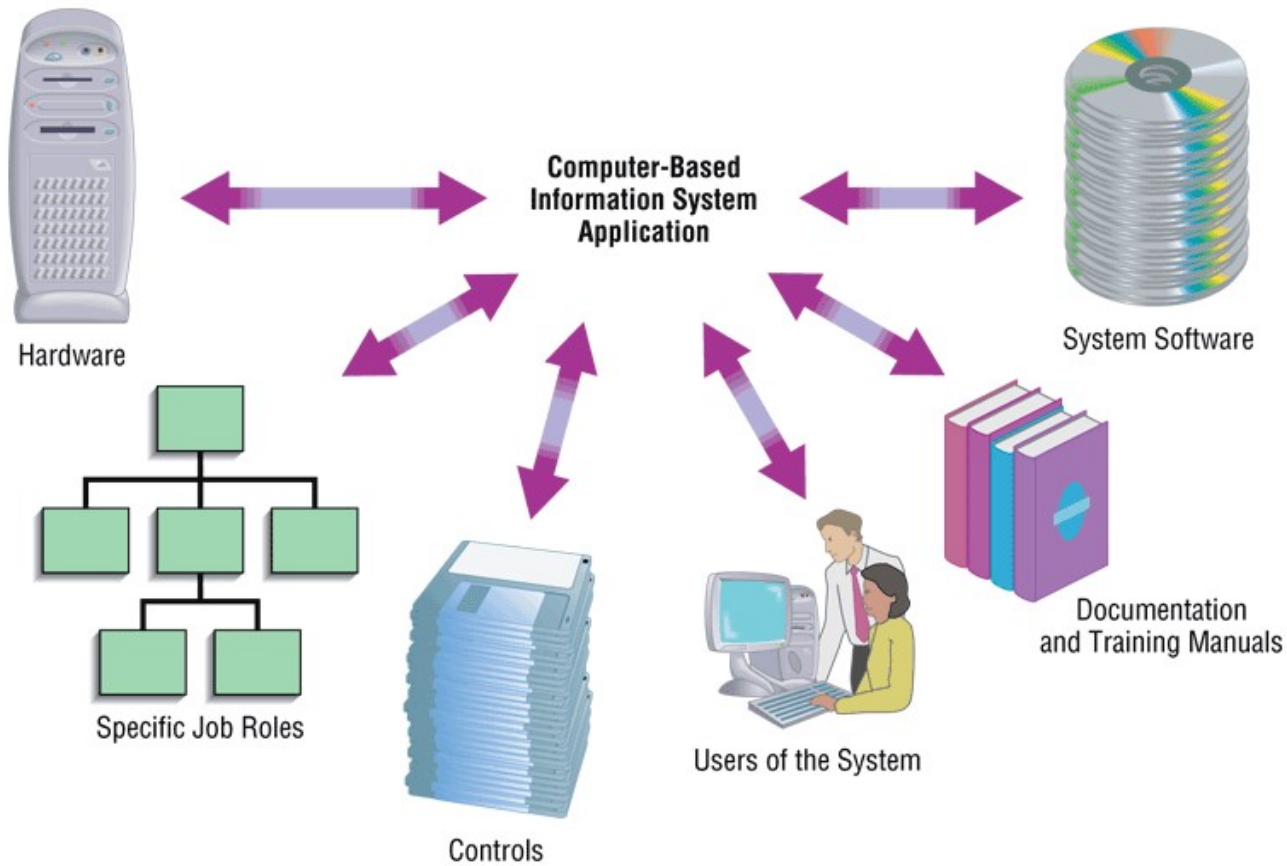 Computer-Based
Information System
Application
Hardware
System Software
Specific Job Roles
Controls
Users of the System
Documentation
and Training Manuals